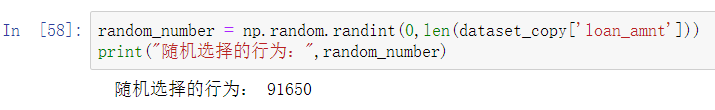 In [58]: random_number = np.random.randint(0,len(dataset_copy['loan_amnt']))
print("随机选择的行为：",random_number)
随机选择的行为： 91650